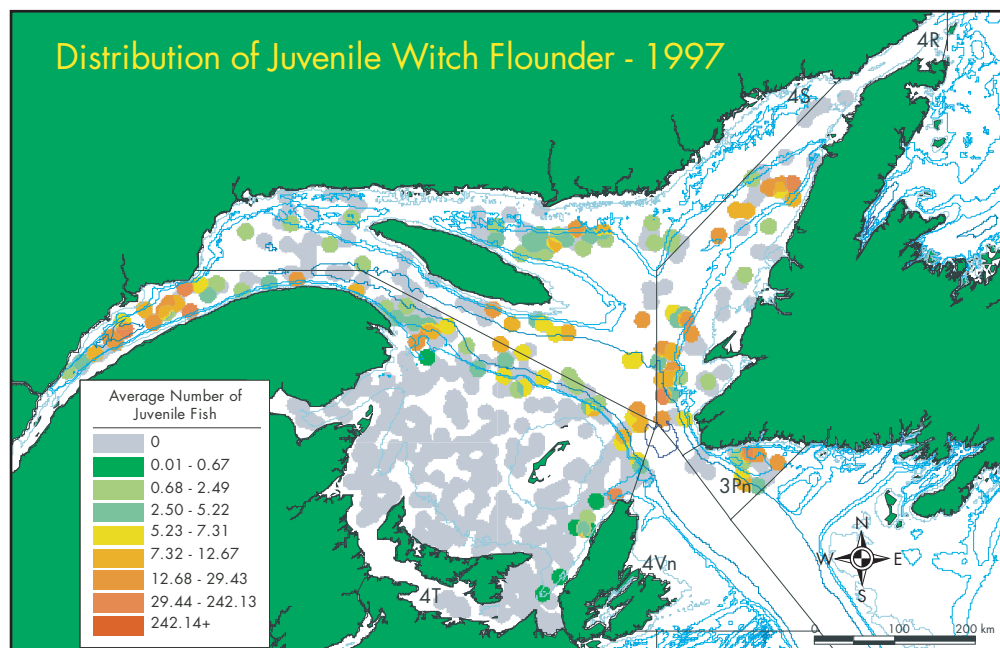 Distribution of Juvenile Witch Flounder - 1997
4R
4S
Average Number of
Juvenile Fish
0
0.01 - 0.67
0.68 - 2.49
2.50 - 5.22
5.23 - 7.31
7.32 - 12.67
12.68 - 29.43
29.44 - 242.13
242.14+
3Pn
4Vn
4T
N
W E
S
0 100 200 km